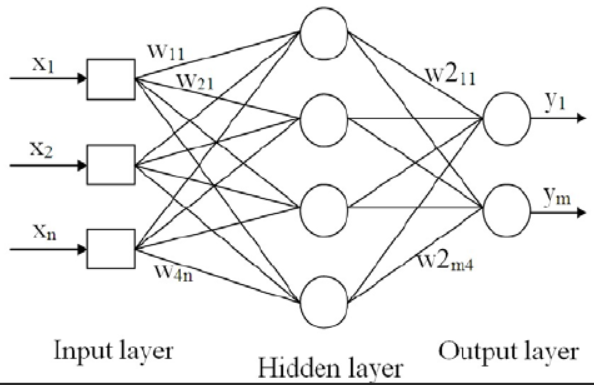 x1
x2
xn
w11
w21
w4n
w211
w2m4
y1
ym
Input layer
Hidden layer
Output layer